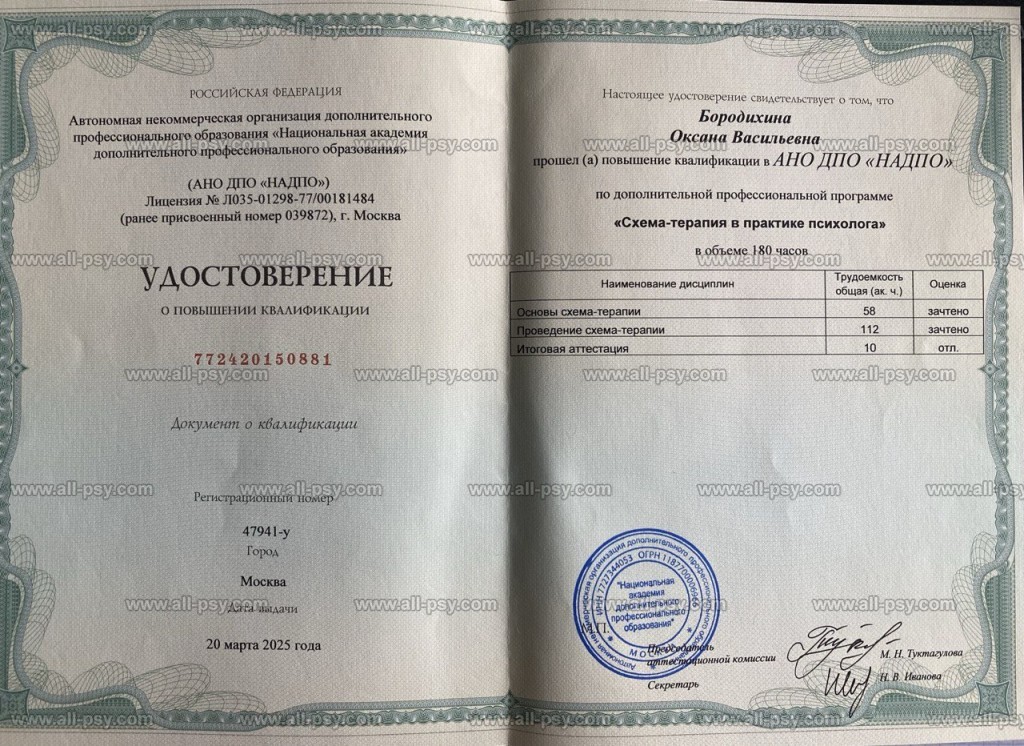 РОССИЙСКАЯ ФЕДЕРАЦИЯ
Автономная некоммерческая организация дополнительного
профессионального образования «Национальная академия
дополнительного профессионального образования»
(АНО ДПО «НАДПО»)
Лицензия № Л035-01298-77/00181484
(ранее присвоенный номер 039872), г. Москва
УДОСТОВЕРЕНИЕ
О ПОВЫШЕНИИ КВАЛИФИКАЦИИ
772420150881
Документ о квалификации
Регистрационный номер
47941-у
Город
Москва
Дата выдачи
20 марта 2025 года
Настоящее удостоверение свидетельствует о том, что
Бородихина
Оксана Васильевна
прошел (а) повышение квалификации в АНО ДПО «НАДПО»
по дополнительной профессиональной программе
«Схема-терапия в практике психолога»
в объеме 180 часов
Наименование дисциплин Трудоемкость общая (ак. ч.) Оценка
Основы схема-терапии 58 зачтено
Проведение схема-терапии 112 зачтено
Итоговая аттестация 10 отл.
"Национальная
академия
дополнительного
профессионального
образования"
МОСКВА
М.П.
Председатель
аттестационной комиссии М. Н. Туктагулова
Секретарь Н. В. Иванова
www.all-psy.com